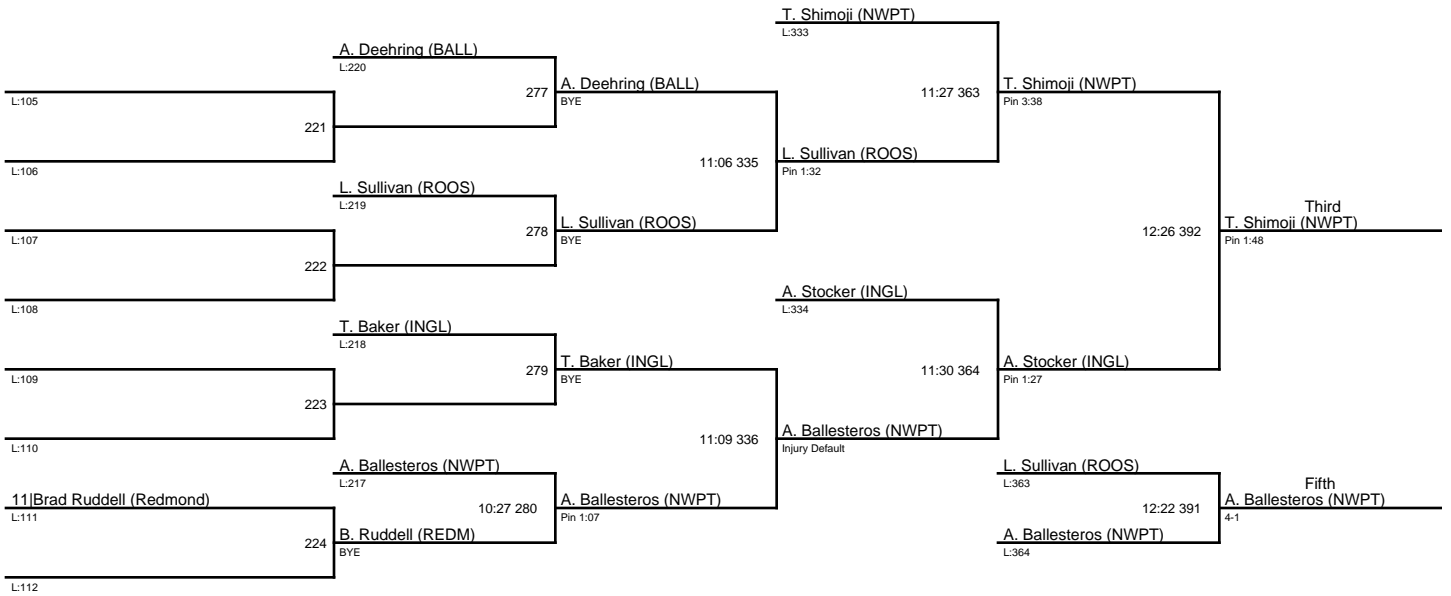 T. Shimoji (NWPT)
L:333
A. Deehring (BALL)
L:220
277
A. Deehring (BALL)
BYE
11:27 363
T. Shimoji (NWPT)
Pin 3:38
L:105
221
11:06 335
L. Sullivan (ROOS)
Pin 1:32
L:106
L. Sullivan (ROOS)
L:219
278
L. Sullivan (ROOS)
BYE
12:26 392
Third
T. Shimoji (NWPT)
Pin 1:48
L:107
222
L:108
A. Stocker (INGL)
L:334
T. Baker (INGL)
L:218
279
T. Baker (INGL)
BYE
11:30 364
A. Stocker (INGL)
Pin 1:27
L:109
223
11:09 336
A. Ballesteros (NWPT)
Injury Default
L:110
A. Ballesteros (NWPT)
L:217
L. Sullivan (ROOS)
L:363
11|Brad Ruddell (Redmond)
L:111
10:27 280
A. Ballesteros (NWPT)
Pin 1:07
12:22 391
Fifth
A. Ballesteros (NWPT)
4-1
224
B. Ruddell (REDM)
BYE
A. Ballesteros (NWPT)
L:364
L:112